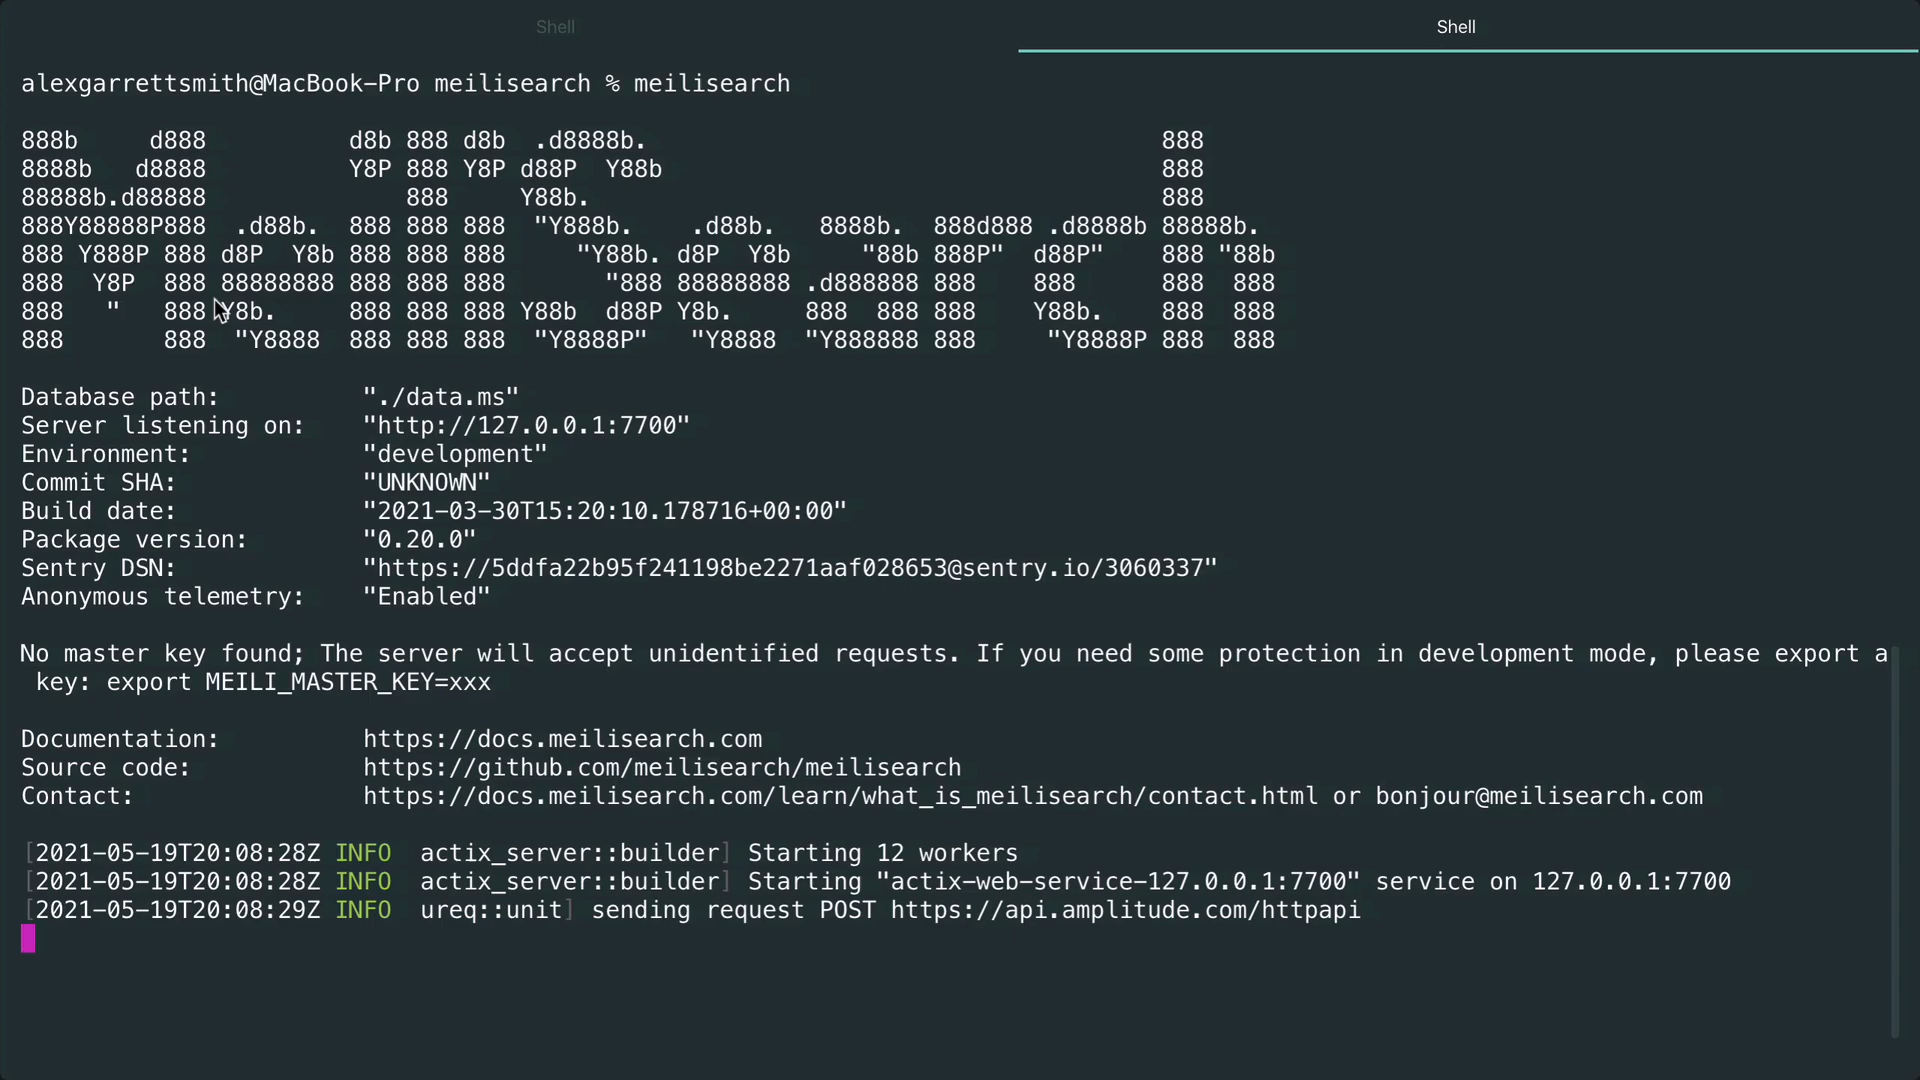 Shell Shell
alexgarrettsmith@MacBook-Pro meilisearch % meilisearch
888b     d888          d8b 888 d8b  .d8888b.                                    888
8888b   d8888          Y8P 888 Y8P d88P  Y88b                                   888
88888b.d88888              888     Y88b.                                        888
888Y88888P888  .d88b.  888 888 888  "Y888b.    .d88b.   8888b.  888d888 .d8888b 88888b.
888 Y888P 888 d8P  Y8b 888 888 888     "Y88b. d8P  Y8b     "88b 888P"  d88P"    888 "88b
888  Y8P  888 88888888 888 888 888       "888 88888888 .d888888 888    888      888  888
888   "   888 Y8b.     888 888 888 Y88b  d88P Y8b.     888  888 888    Y88b.    888  888
888       888  "Y8888  888 888 888  "Y8888P"   "Y8888  "Y888888 888     "Y8888P 888  888
Database path:          "./data.ms"
Server listening on:    "http://127.0.0.1:7700"
Environment:            "development"
Commit SHA:             "UNKNOWN"
Build date:             "2021-03-30T15:20:10.178716+00:00"
Package version:        "0.20.0"
Sentry DSN:             "https://5ddfa22b95f241198be2271aaf028653@sentry.io/3060337"
Anonymous telemetry:    "Enabled"
No master key found; The server will accept unidentified requests. If you need some protection in development mode, please export a
 key: export MEILI_MASTER_KEY=xxx
Documentation:          https://docs.meilisearch.com
Source code:            https://github.com/meilisearch/meilisearch
Contact:                https://docs.meilisearch.com/learn/what_is_meilisearch/contact.html or bonjour@meilisearch.com
[2021-05-19T20:08:28Z INFO  actix_server::builder] Starting 12 workers
[2021-05-19T20:08:28Z INFO  actix_server::builder] Starting "actix-web-service-127.0.0.1:7700" service on 127.0.0.1:7700
[2021-05-19T20:08:29Z INFO  ureq::unit] sending request POST https://api.amplitude.com/httpapi